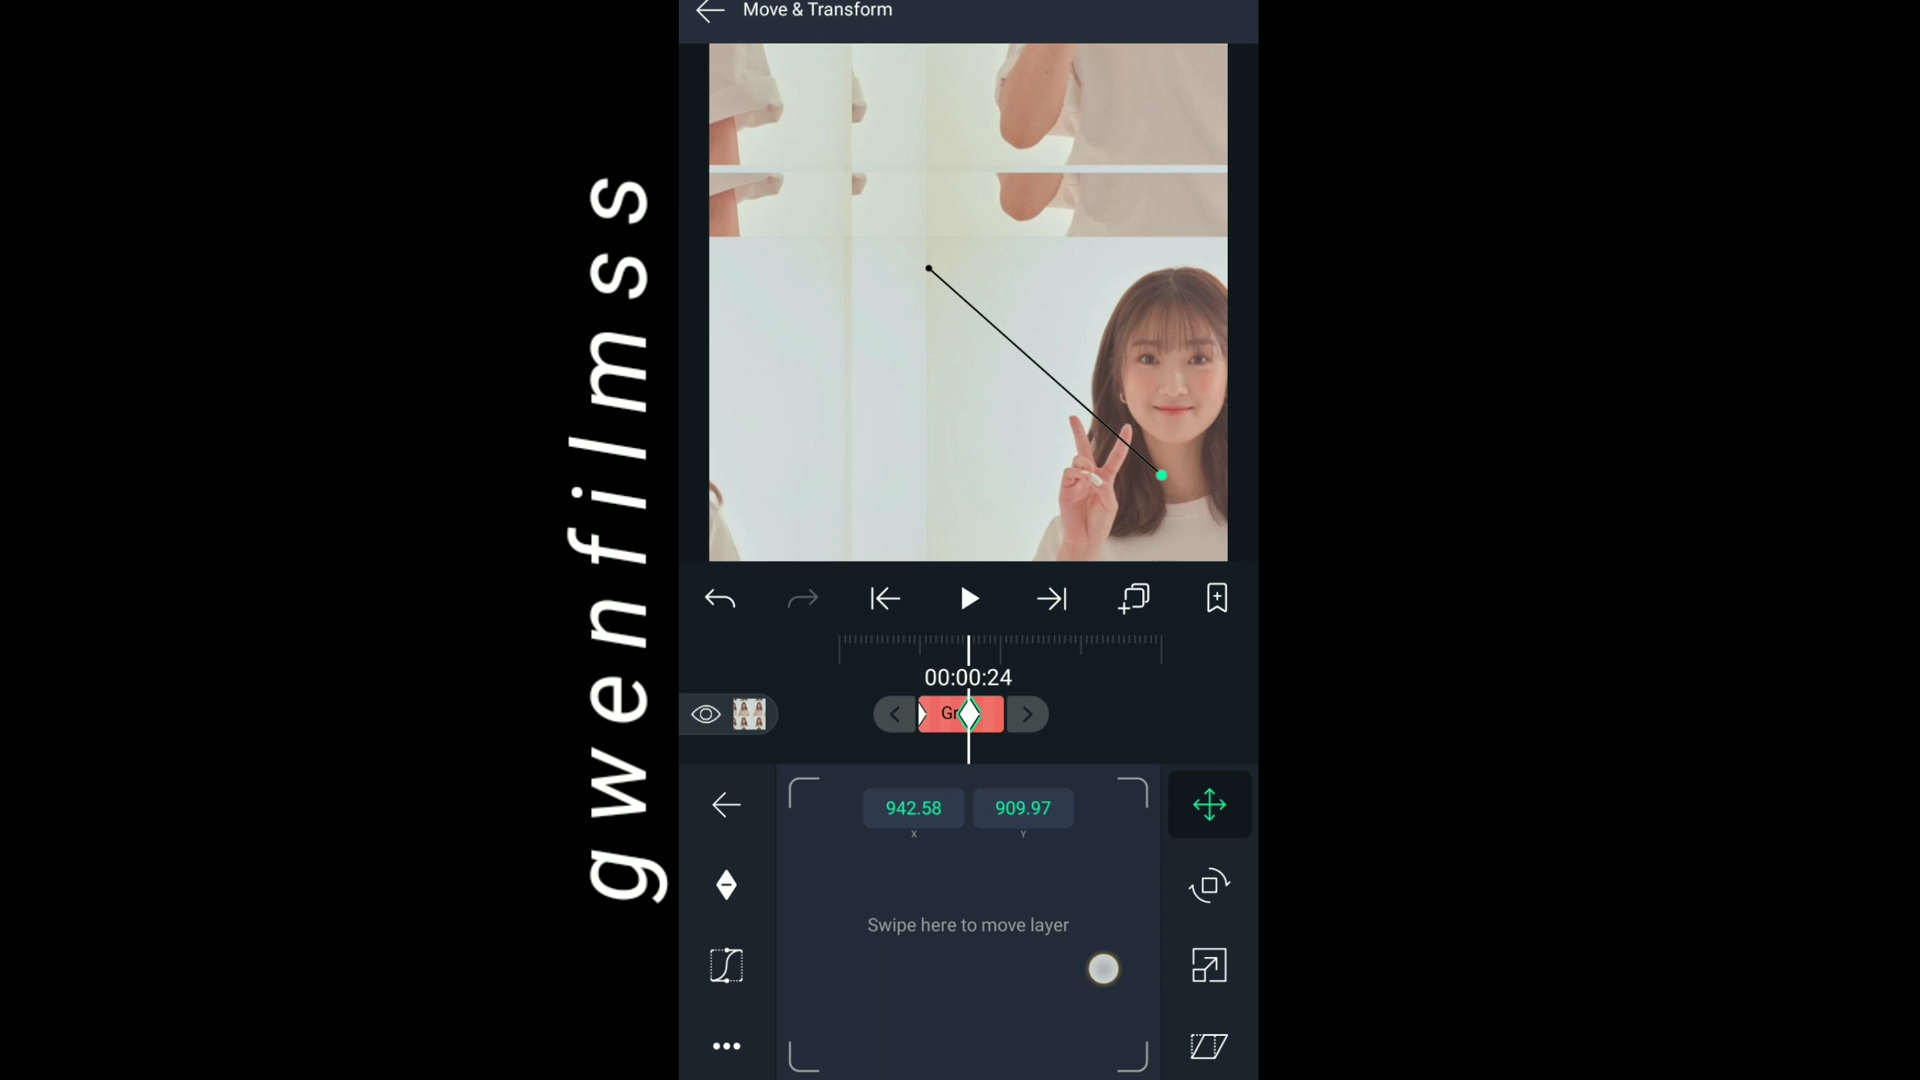 Move & Transform
gwenfilmss
00:00:24
Gr
942.58
909.97
X
Y
Swipe here to move layer